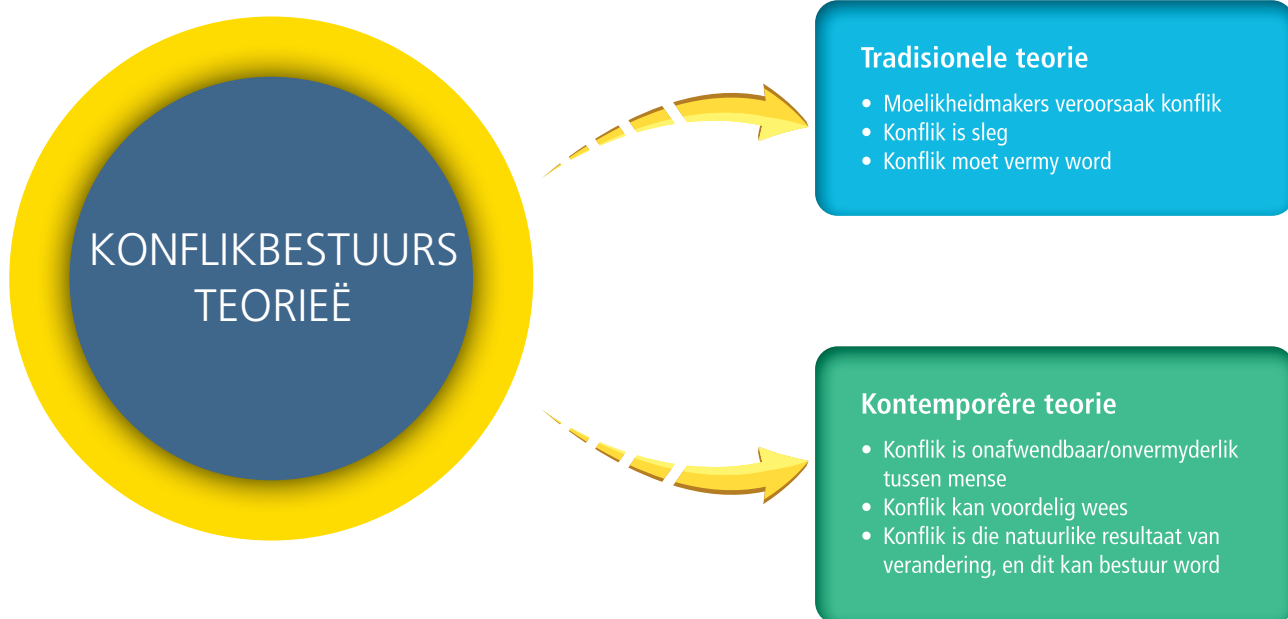 KONFLIKBESTUURS
TEORIEË
Tradisionele teorie
• Moelikheidmakers veroorsaak konflik
• Konflik is sleg
• Konflik moet vermy word
Kontemporêre teorie
• Konflik is onafwendbaar/onvermyderlik
tussen mense
• Konflik kan voordelig wees
• Konflik is die natuurlike resultaat van
verandering, en dit kan bestuur word